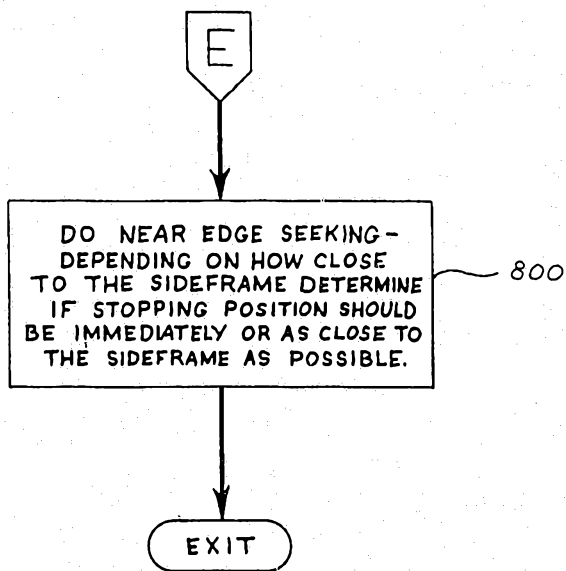 E
DO NEAR EDGE SEEKING-
DEPENDING ON HOW CLOSE
TO THE SIDEFRAME DETERMINE
IF STOPPING POSITION SHOULD
BE IMMEDIATELY OR AS CLOSE TO
THE SIDEFRAME AS POSSIBLE.
800
EXIT